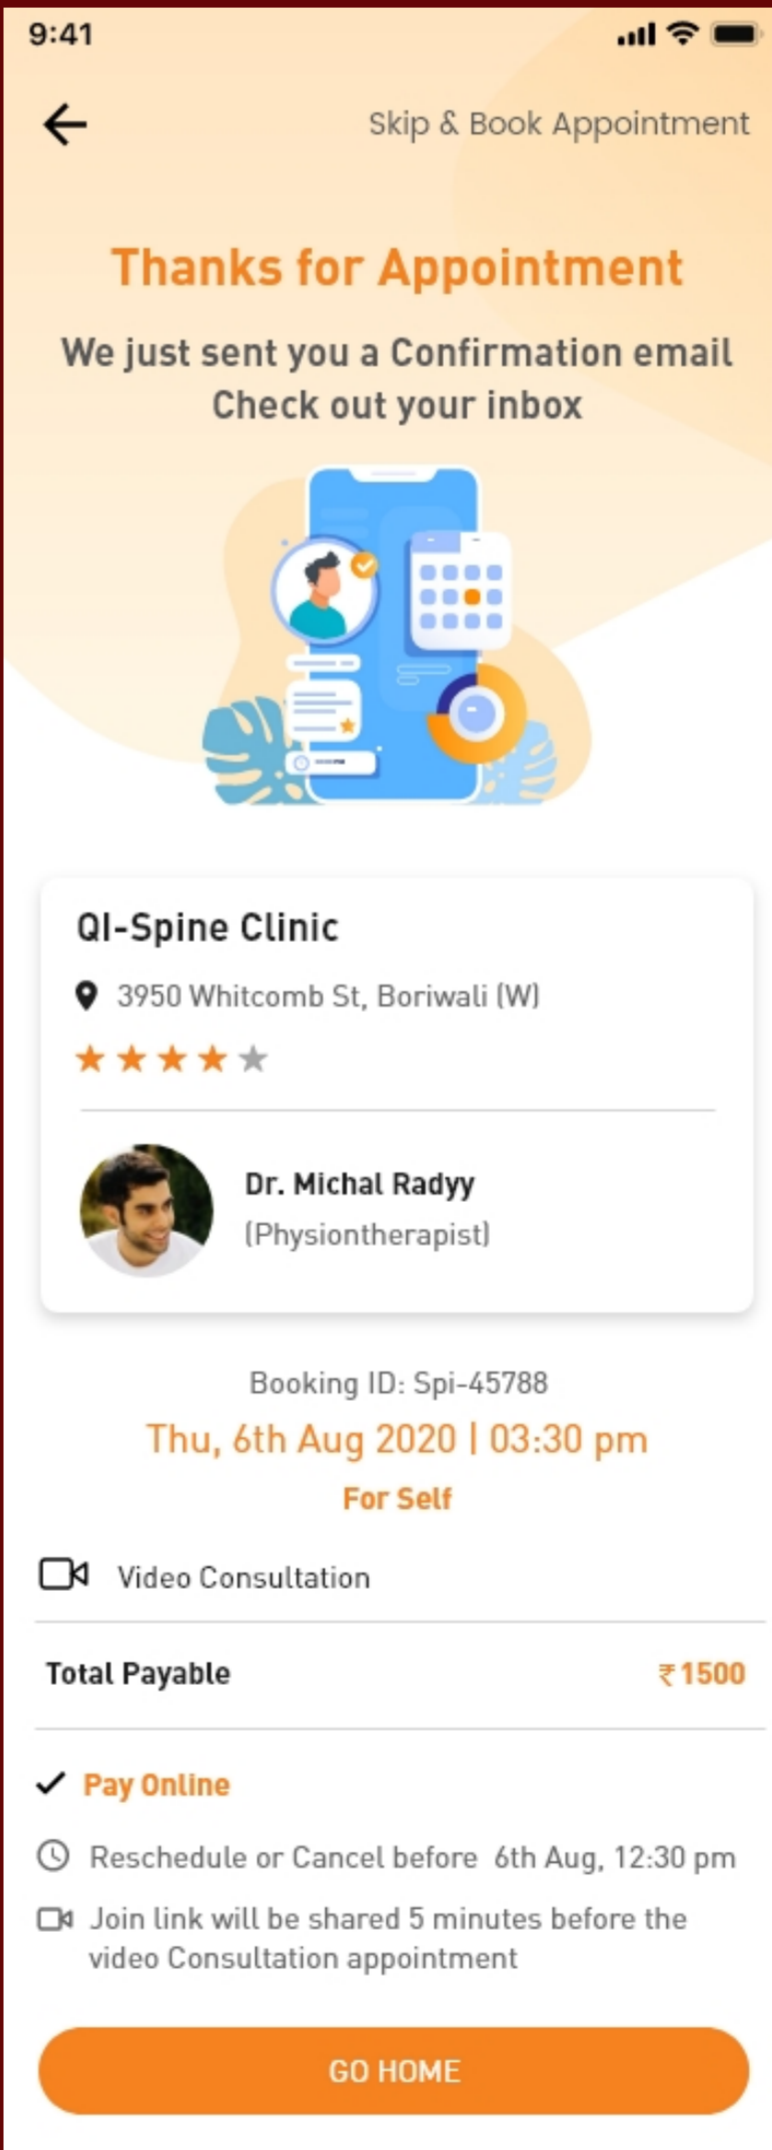 9:41
Skip & Book Appointment
Thanks for Appointment
We just sent you a Confirmation email
Check out your inbox
QI-Spine Clinic
3950 Whitcomb St, Boriwali (W)
Dr. Michal Radyy
(Physiontherapist)
Booking ID: Spi-45788
Thu, 6th Aug 2020 | 03:30 pm
For Self
Video Consultation
Total Payable ₹1500
Pay Online
Reschedule or Cancel before 6th Aug, 12:30 pm
Join link will be shared 5 minutes before the
video Consultation appointment
GO HOME